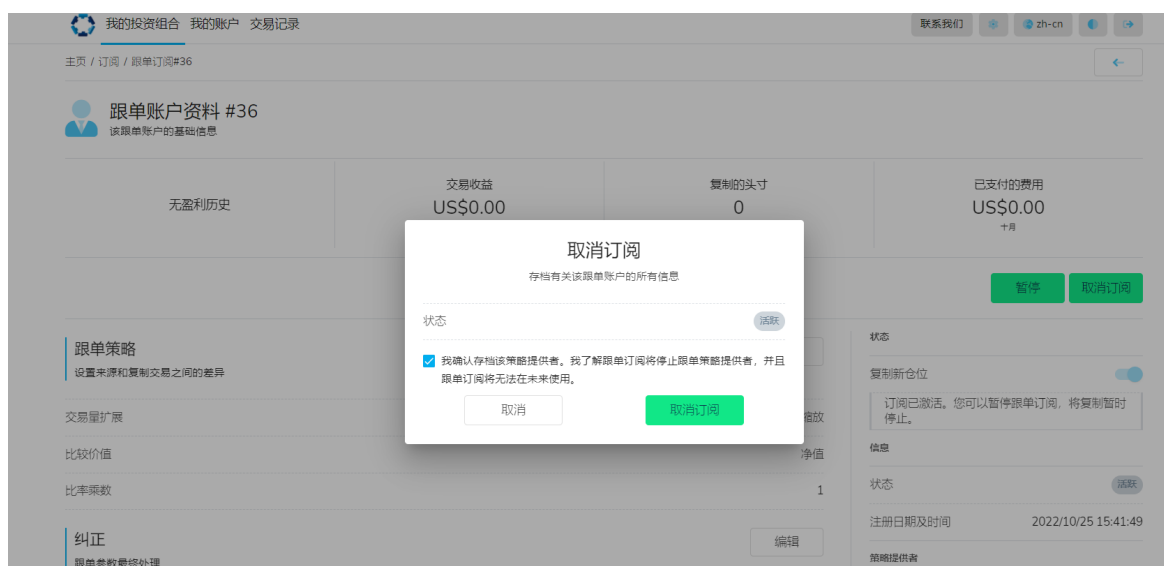 我的投资组合 我的账户 交易记录 联系我们 zh-cn
主页 / 订阅 / 跟单订阅#36
跟单账户资料 #36
该跟单账户的基础信息
无盈利历史
交易收益
US$0.00
复制的头寸
0
已支付的费用
US$0.00
十月
暂停 取消订阅
取消订阅
存档有关该跟单账户的所有信息
状态 活跃
我确认存档该策略提供者。我了解跟单订阅将停止跟单策略提供者，并且
跟单订阅将无法在未来使用。
取消 取消订阅
跟单策略
设置来源和复制交易之间的差异
交易量扩展 缩放
比较价值 净值
比率乘数 1
纠正 编辑
跟单参数最终处理
状态
复制新仓位
订阅已激活。您可以暂停跟单订阅，将复制暂时
停止。
信息
状态 活跃
注册日期及时间 2022/10/25 15:41:49
策略提供者